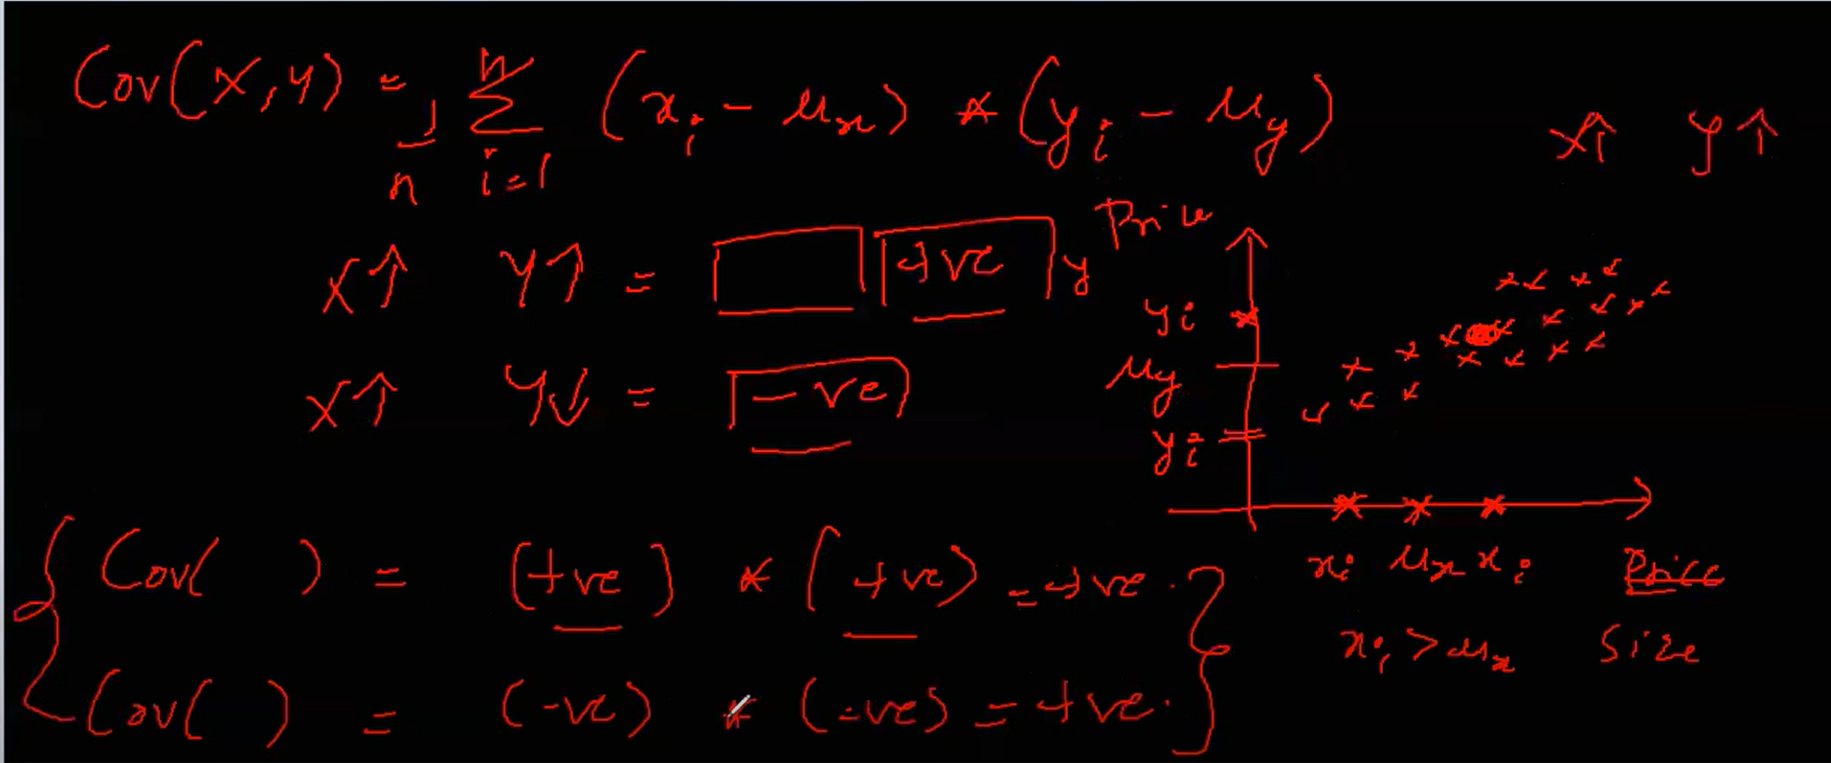 Cov(X,Y) = 1/n n∑i=1 (xi - μx) * (yi - μy)
X↑ Y↑
X↑ Y↑ = +ve
y Price
X↑ Y↓ = -ve
yi
μy
yi
xi μx xi Price
xi > μx Size
Cov( ) = (+ve) * (+ve) = +ve.
Cov( ) = (-ve) * (-ve) = +ve.